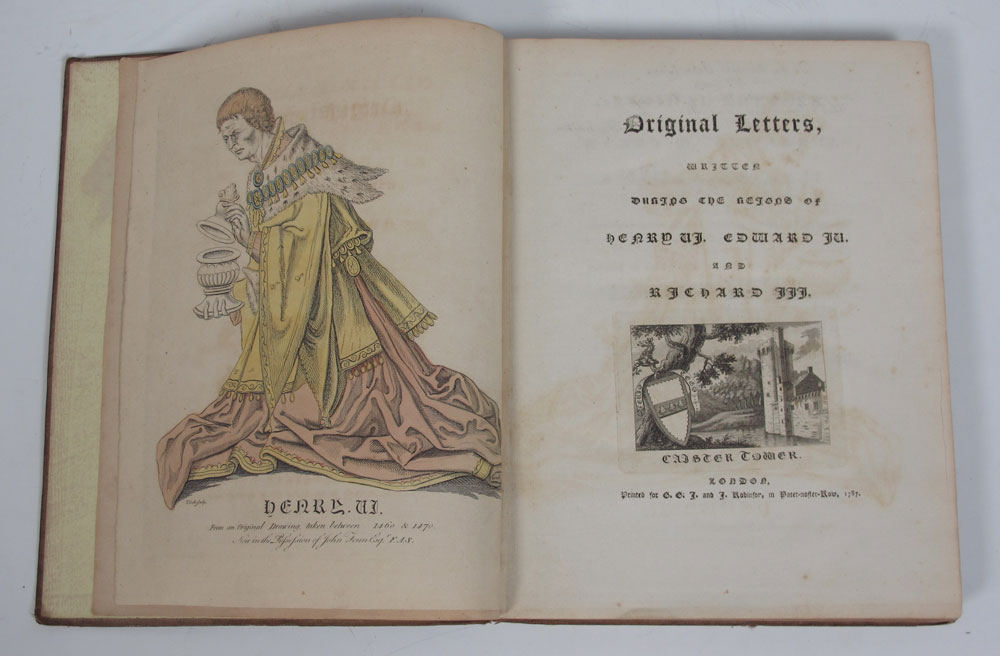 HENRY. VI.
From an Original Drawing, taken between 1460 & 1470.
Now in the Possession of John Fenn Esq. F.A.S.
Original Letters,
WRITTEN
DURING THE REIGNS OF
HENRY VI. EDWARD IV.
AND
RICHARD III.
CAISTER TOWER.
LONDON,
Printed for G. G. J. and J. Robinson, in Pater-noster-Row, 1787.